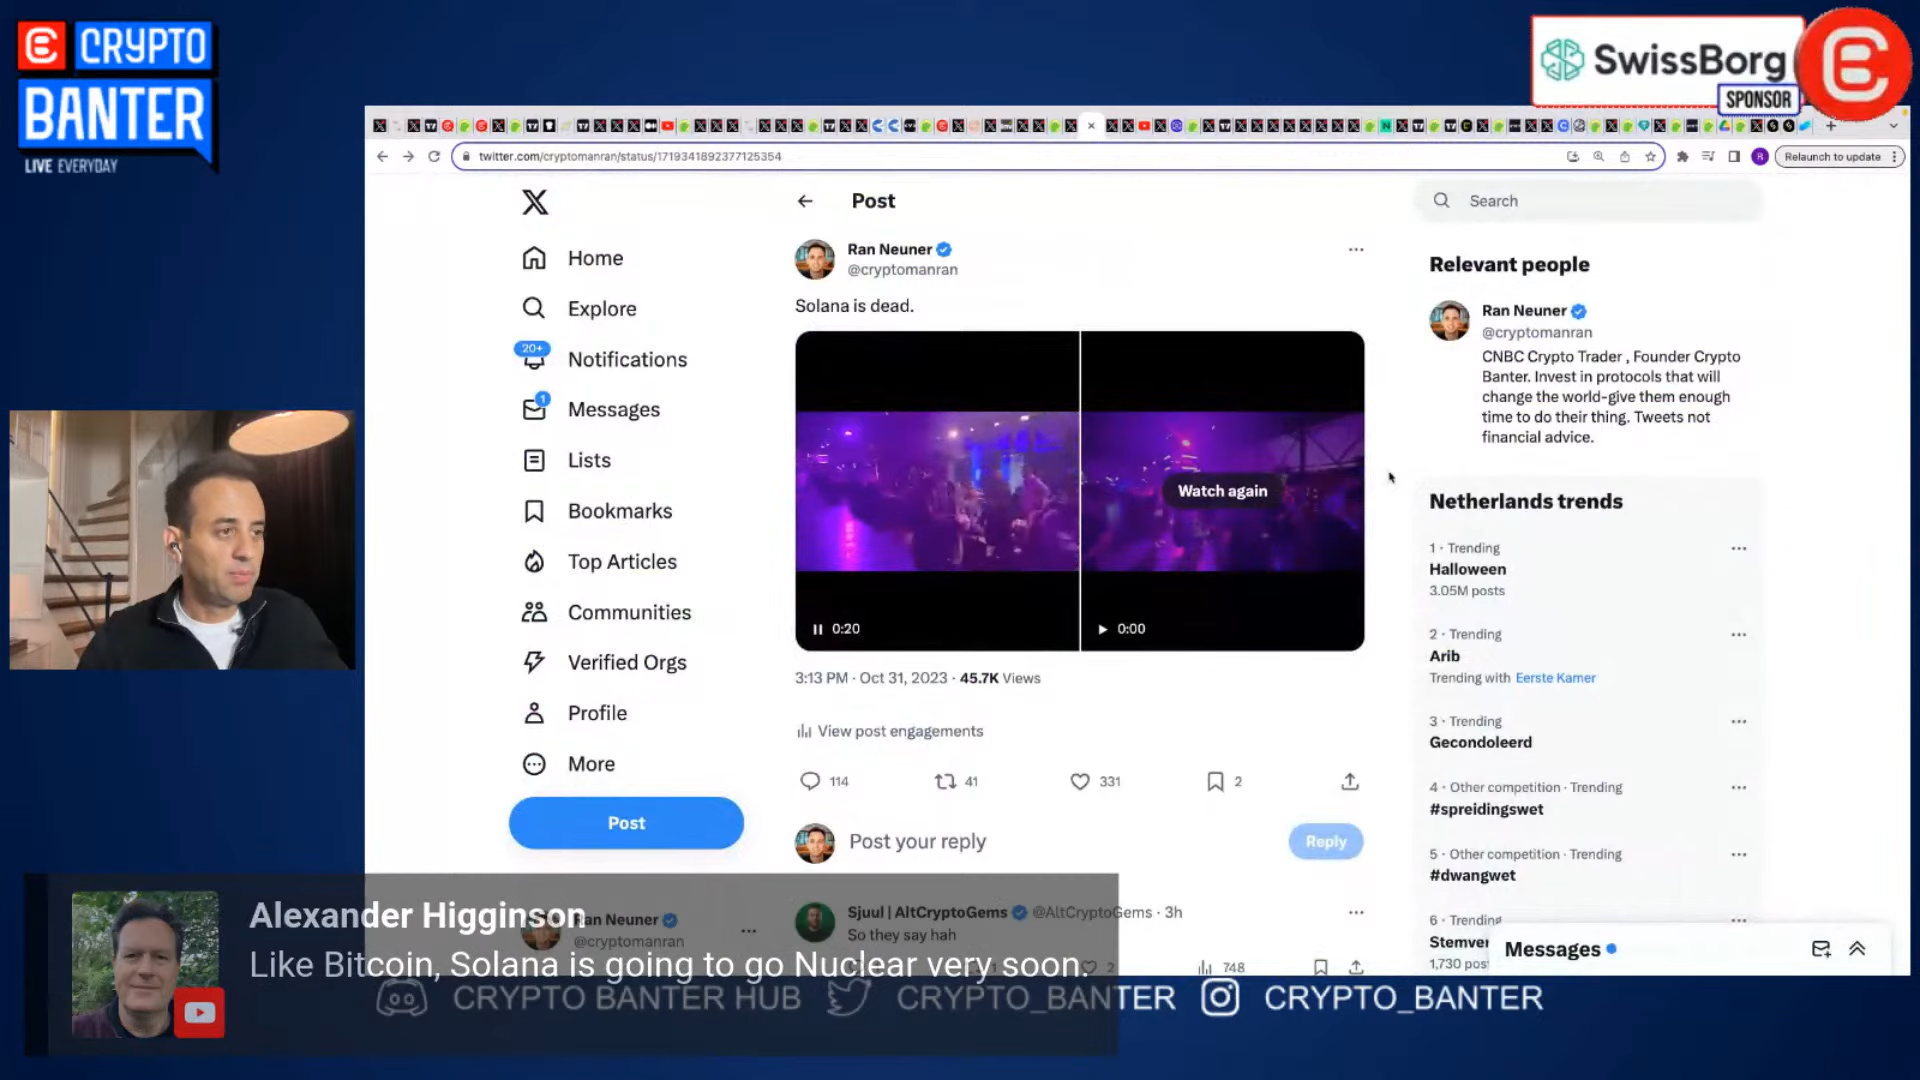 CRYPTO
BANTER
LIVE EVERYDAY
SwissBorg
SPONSOR
twitter.com/cryptomanran/status/1719341892377125354
Relaunch to update
Home
Explore
20+
Notifications
1
Messages
Lists
Bookmarks
Top Articles
Communities
Verified Orgs
Profile
More
Post
Ran Neuner
@cryptomanran
Post
Ran Neuner
@cryptomanran
Solana is dead.
Watch again
0:20
0:00
3:13 PM · Oct 31, 2023 · 45.7K Views
View post engagements
114 41 331 2
Post your reply
Reply
Sjuul | AltCryptoGems @AltCryptoGems · 3h
So they say hah
2 748
Search
Relevant people
Ran Neuner
@cryptomanran
CNBC Crypto Trader , Founder Crypto
Banter. Invest in protocols that will
change the world-give them enough
time to do their thing. Tweets not
financial advice.
Netherlands trends
1 · Trending
Halloween
3.05M posts
2 · Trending
Arib
Trending with Eerste Kamer
3 · Trending
Gecondoleerd
4 · Other competition · Trending
#spreidingswet
5 · Other competition · Trending
#dwangwet
6 · Trending
1,730
Messages
Alexander Higginson
Like Bitcoin, Solana is going to go Nuclear very soon.
CRYPTO BANTER HUB CRYPTO_BANTER CRYPTO_BANTER